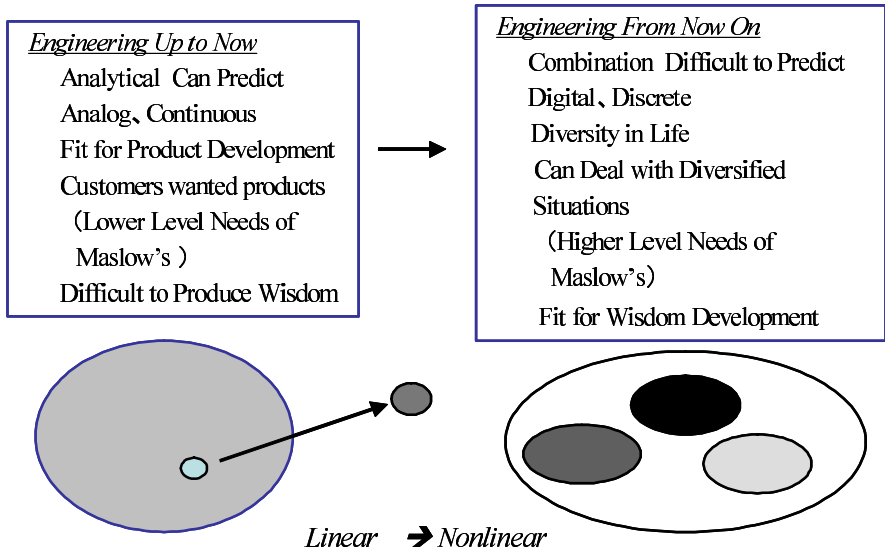 Engineering Up to Now
Analytical Can Predict
Analog、Continuous
Fit for Product Development
Customers wanted products
（Lower Level Needs of
Maslow's ）
Difficult to Produce Wisdom
Engineering From Now On
Combination Difficult to Predict
Digital、Discrete
Diversity in Life
Can Deal with Diversified
Situations
（Higher Level Needs of
Maslow's）
Fit for Wisdom Development
Linear ➔ Nonlinear